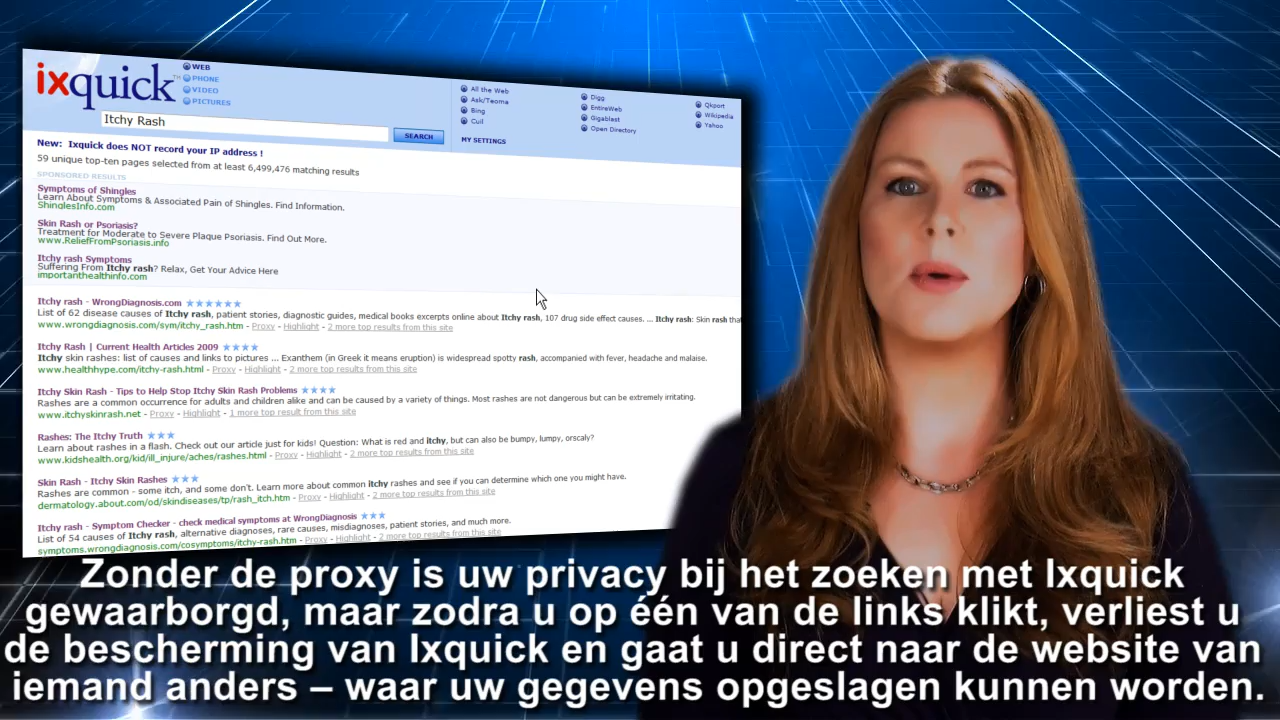 ixquick TM
WEB
PHONE
VIDEO
PICTURES
Itchy Rash
SEARCH
All the Web
Ask/Teoma
Bing
Cuil
MY SETTINGS
Digg
EntireWeb
Gigablast
Open Directory
Qkport
Wikipedia
Yahoo
New: Ixquick does NOT record your IP address !
59 unique top-ten pages selected from at least 6,499,476 matching results
SPONSORED RESULTS
Symptoms of Shingles
Learn About Symptoms & Associated Pain of Shingles. Find Information.
ShinglesInfo.com
Skin Rash or Psoriasis?
Treatment for Moderate to Severe Plaque Psoriasis. Find Out More.
www.ReliefFromPsoriasis.info
Itchy rash Symptoms
Suffering From Itchy rash? Relax, Get Your Advice Here
importanthealthinfo.com
Itchy rash - WrongDiagnosis.com
List of 62 disease causes of Itchy rash, patient stories, diagnostic guides, medical books excerpts online about Itchy rash, 107 drug side effect causes. ... Itchy rash: Skin rash that
www.wrongdiagnosis.com/sym/itchy_rash.htm - Proxy - Highlight - 2 more top results from this site
Itchy Rash | Current Health Articles 2009
Itchy skin rashes: list of causes and links to pictures ... Exanthem (in Greek it means eruption) is widespread spotty rash, accompanied with fever, headache and malaise.
www.healthhype.com/itchy-rash.html - Proxy - Highlight - 2 more top results from this site
Itchy Skin Rash - Tips to Help Stop Itchy Skin Rash Problems
Rashes are a common occurrence for adults and children alike and can be caused by a variety of things. Most rashes are not dangerous but can be extremely irritating.
www.itchyskinrash.net - Proxy - Highlight - 1 more top result from this site
Rashes: The Itchy Truth
Learn about rashes in a flash. Check out our article just for kids! Question: What is red and itchy, but can also be bumpy, lumpy, orscaly?
www.kidshealth.org/kid/ill_injure/aches/rashes.html - Proxy - Highlight - 2 more top results from this site
Skin Rash - Itchy Skin Rashes
Rashes are common - some itch, and some don't. Learn more about common itchy rashes and see if you can determine which one you might have.
dermatology.about.com/od/skindiseases/tp/rash_itch.htm - Proxy - Highlight - 2 more top results from this site
Itchy rash - Symptom Checker - check medical symptoms at WrongDiagnosis
List of 54 causes of Itchy rash, alternative diagnoses, rare causes, misdiagnoses, patient stories, and much more.
symptoms.wrongdiagnosis.com/cosymptoms/itchy-rash.htm - Proxy - Highlight - 2 more top results from this site
Zonder de proxy is uw privacy bij het zoeken met Ixquick
gewaarborgd, maar zodra u op één van de links klikt, verliest u
de bescherming van Ixquick en gaat u direct naar de website van
iemand anders – waar uw gegevens opgeslagen kunnen worden.